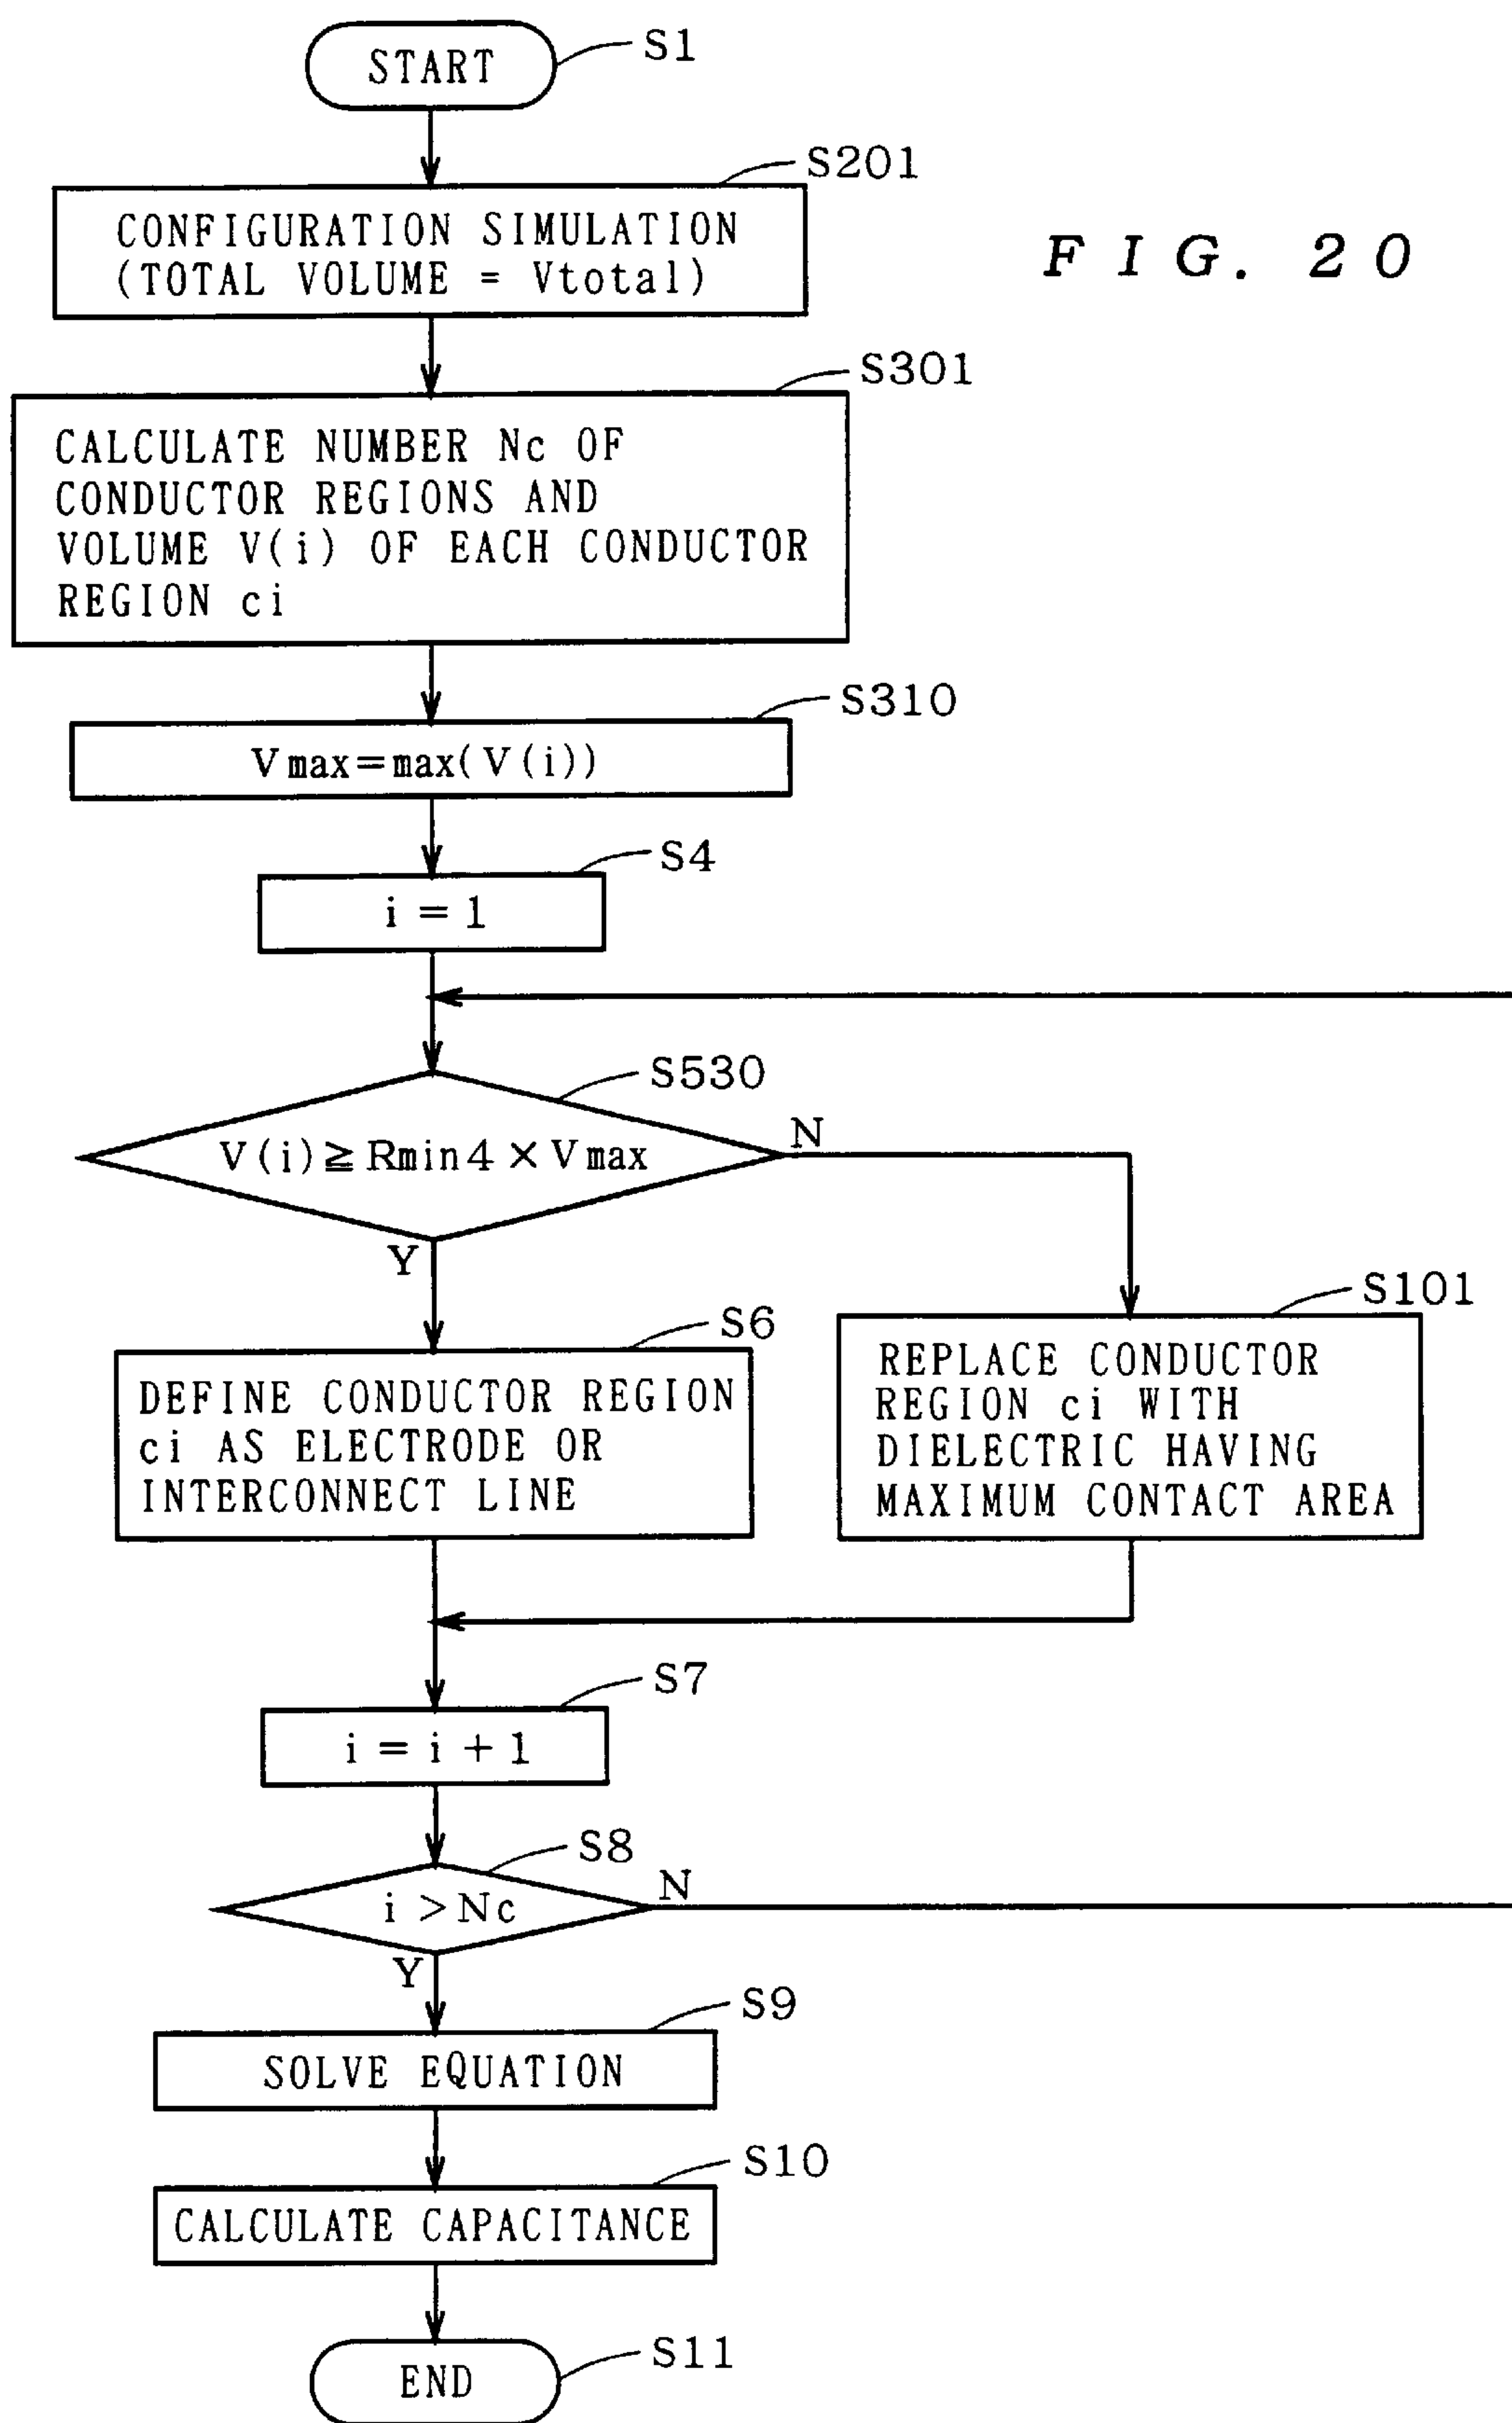 START
S1
S201
CONFIGURATION SIMULATION
(TOTAL VOLUME = Vtotal)
F I G. 2 0
S301
CALCULATE NUMBER Nc OF
CONDUCTOR REGIONS AND
VOLUME V(i) OF EACH CONDUCTOR
REGION ci
S310
Vmax=max(V(i))
S4
i = 1
S530
V(i)≧Rmin4×Vmax
N
Y
S6
DEFINE CONDUCTOR REGION
ci AS ELECTRODE OR
INTERCONNECT LINE
S101
REPLACE CONDUCTOR
REGION ci WITH
DIELECTRIC HAVING
MAXIMUM CONTACT AREA
S7
i = i + 1
S8
i >Nc
N
Y
S9
SOLVE EQUATION
S10
CALCULATE CAPACITANCE
S11
END